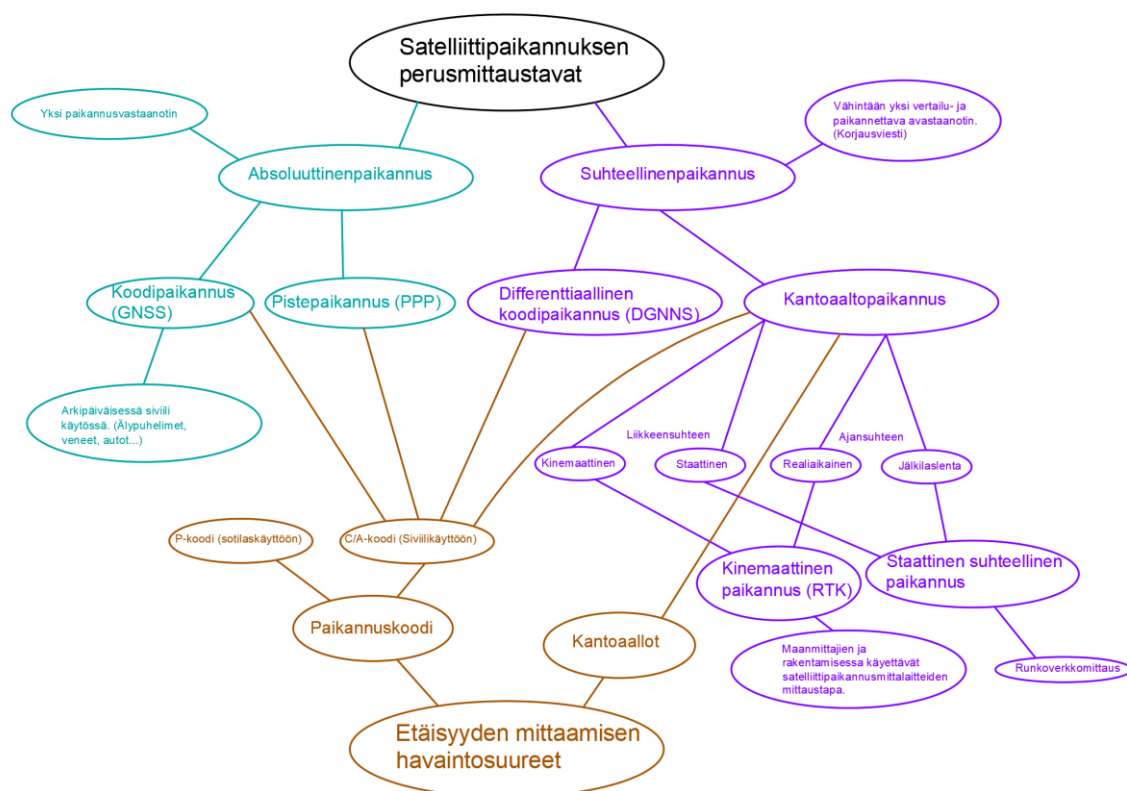 Satelliittipaikannuksen
perusmittaustavat
Yksi paikannusvastaanotin
Vähintään yksi vertailu- ja
paikannettava avastaanotin.
(Korjausviesti)
Absoluuttinenpaikannus
Suhteellinenpaikannus
Koodipaikannus
(GNSS)
Pistepaikannus (PPP)
Differenttiaallinen
koodipaikannus (DGNNS)
Kantoaaltopaikannus
Arkipäiväisessä siviili
käytössä. (Älypuhelimet,
veneet, autot...)
Liikkeensuhteen
Ajansuhteen
Kinemaattinen
Staattinen
Realiaikainen
Jälkilaslenta
P-koodi (sotilaskäyttöön)
C/A-koodi (Siviilikäyttöön)
Kinemaattinen
paikannus (RTK)
Staattinen suhteellinen
paikannus
Paikannuskoodi
Kantoaallot
Maanmittajien ja
rakentamisessa käyettävät
satelliittipaikannusmittalaitteiden
mittaustapa.
Runkoverkkomittaus
Etäisyyden mittaamisen
havaintosuureet